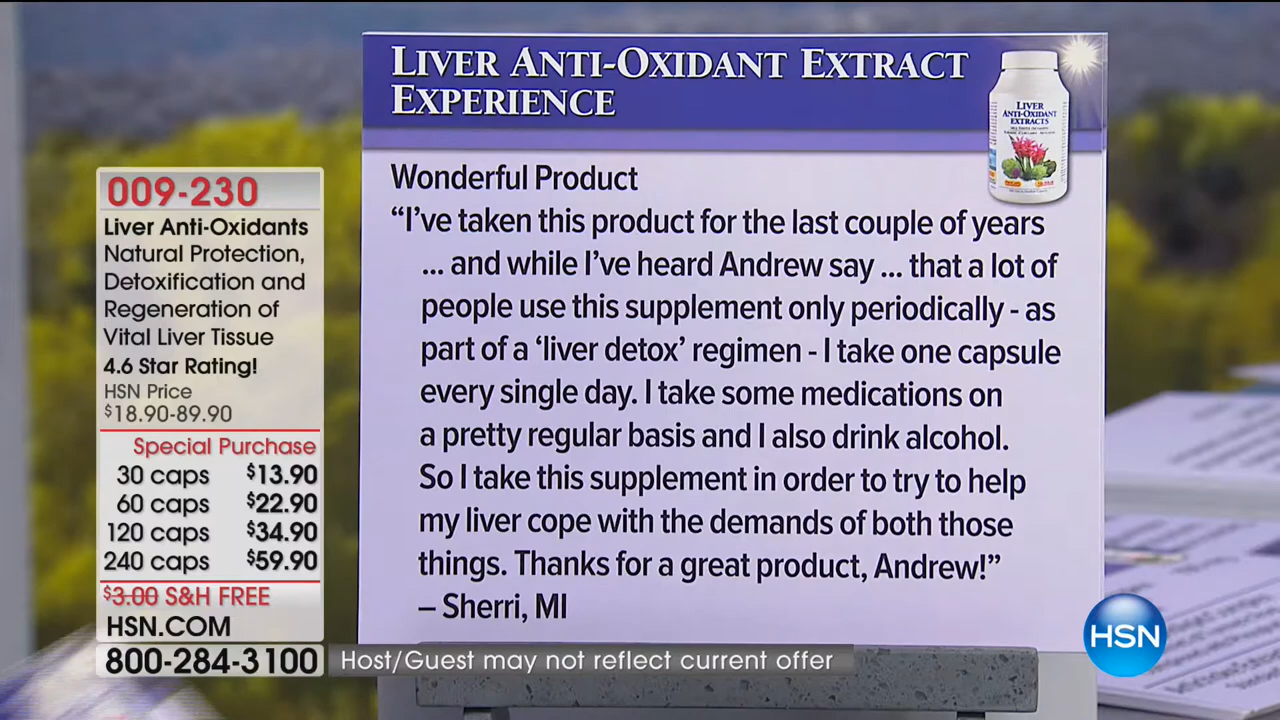 009-230
Liver Anti-Oxidants
Natural Protection,
Detoxification and
Regeneration of
Vital Liver Tissue
4.6 Star Rating!
HSN Price
$18.90-89.90
Special Purchase
30 caps $13.90
60 caps $22.90
120 caps $34.90
240 caps $59.90
$3.00 S&H FREE
HSN.COM
800-284-3100
Host/Guest may not reflect current offer
LIVER ANTI-OXIDANT EXTRACT
EXPERIENCE
LIVER
ANTI-OXIDANT
EXTRACTS
Wonderful Product
“I’ve taken this product for the last couple of years
... and while I’ve heard Andrew say ... that a lot of
people use this supplement only periodically - as
part of a ‘liver detox’ regimen - I take one capsule
every single day. I take some medications on
a pretty regular basis and I also drink alcohol.
So I take this supplement in order to try to help
my liver cope with the demands of both those
things. Thanks for a great product, Andrew!”
– Sherri, MI
HSN